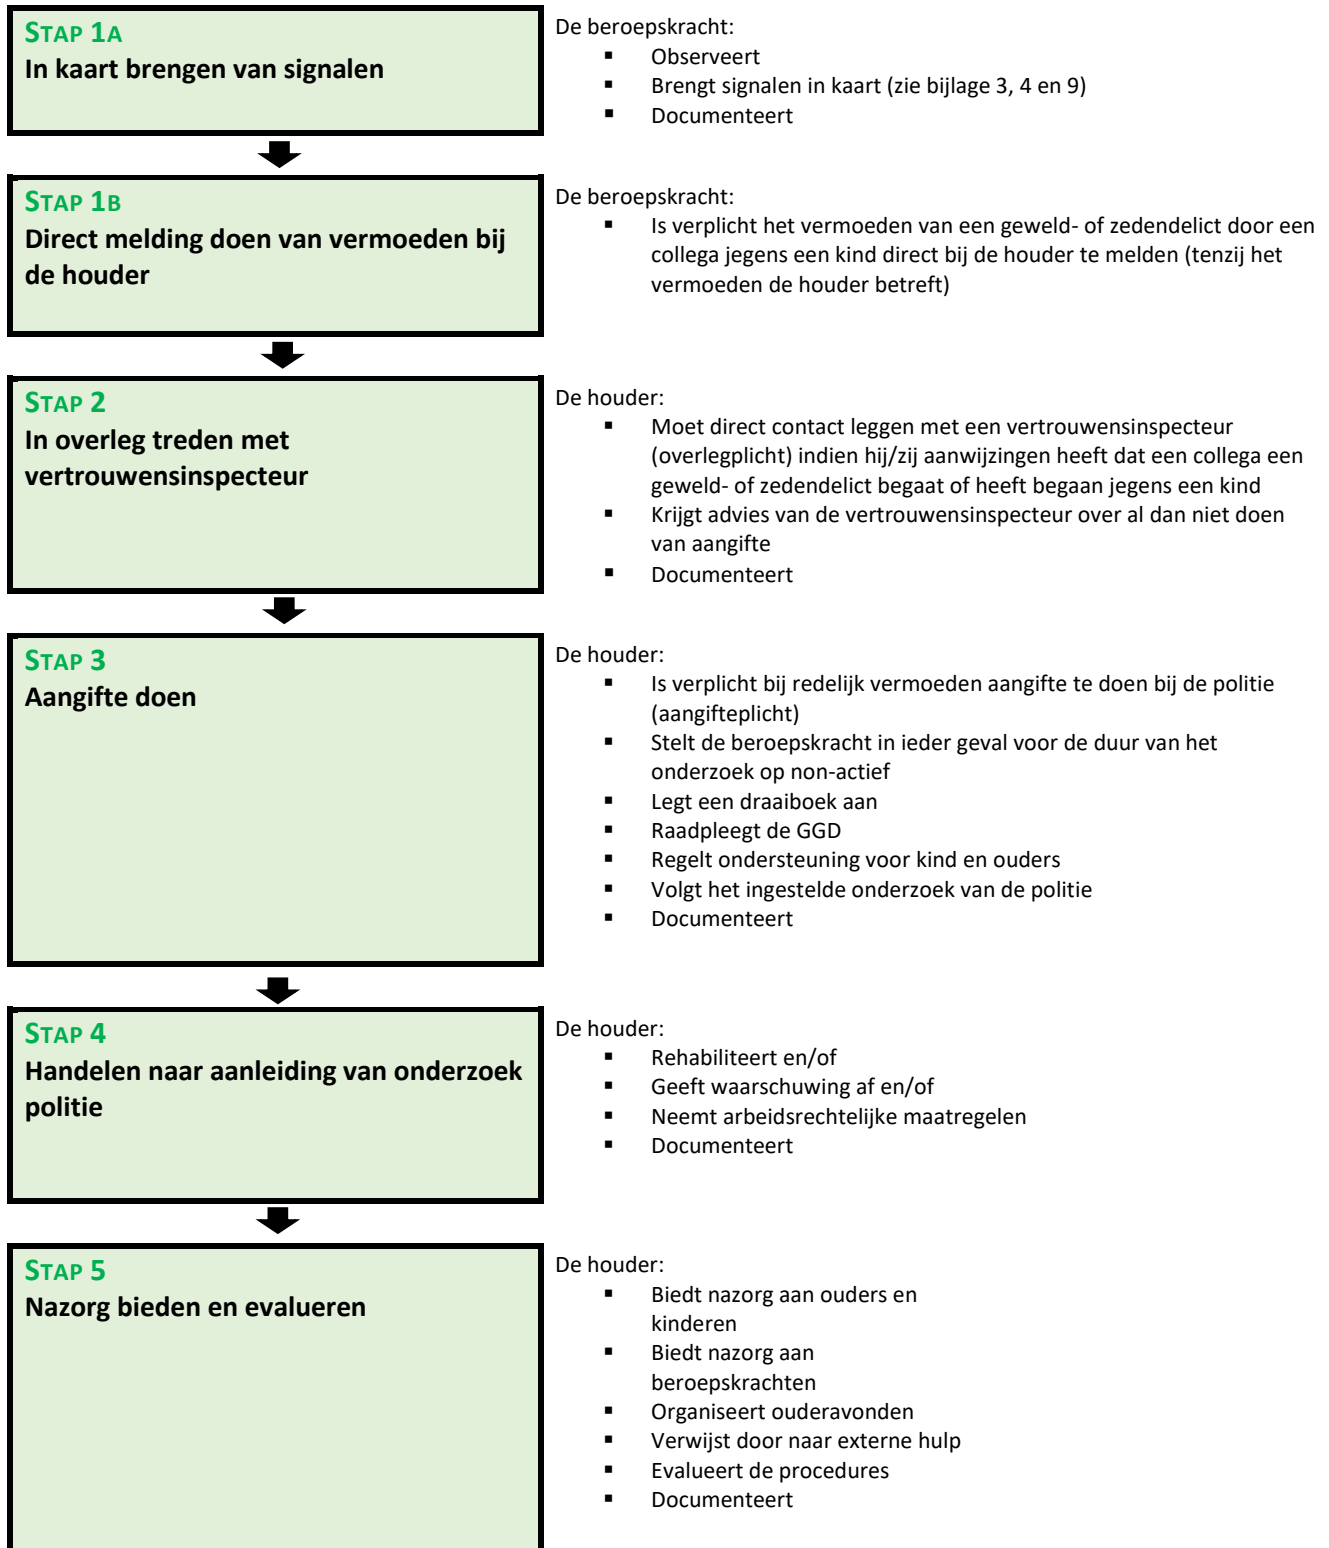 STAP 1A
In kaart brengen van signalen
De beroepskracht:
▪ Observeert
▪ Brengt signalen in kaart (zie bijlage 3, 4 en 9)
▪ Documenteert
STAP 1B
Direct melding doen van vermoeden bij
de houder
De beroepskracht:
▪ Is verplicht het vermoeden van een geweld- of zedendelict door een
collega jegens een kind direct bij de houder te melden (tenzij het
vermoeden de houder betreft)
STAP 2
In overleg treden met
vertrouwensinspecteur
De houder:
▪ Moet direct contact leggen met een vertrouwensinspecteur
(overlegplicht) indien hij/zij aanwijzingen heeft dat een collega een
geweld- of zedendelict begaat of heeft begaan jegens een kind
▪ Krijgt advies van de vertrouwensinspecteur over al dan niet doen
van aangifte
▪ Documenteert
STAP 3
Aangifte doen
De houder:
▪ Is verplicht bij redelijk vermoeden aangifte te doen bij de politie
(aangifteplicht)
▪ Stelt de beroepskracht in ieder geval voor de duur van het
onderzoek op non-actief
▪ Legt een draaiboek aan
▪ Raadpleegt de GGD
▪ Regelt ondersteuning voor kind en ouders
▪ Volgt het ingestelde onderzoek van de politie
▪ Documenteert
STAP 4
Handelen naar aanleiding van onderzoek
politie
De houder:
▪ Rehabiliteert en/of
▪ Geeft waarschuwing af en/of
▪ Neemt arbeidsrechtelijke maatregelen
▪ Documenteert
STAP 5
Nazorg bieden en evalueren
De houder:
▪ Biedt nazorg aan ouders en
kinderen
▪ Biedt nazorg aan
beroepskrachten
▪ Organiseert ouderavonden
▪ Verwijst door naar externe hulp
▪ Evalueert de procedures
▪ Documenteert